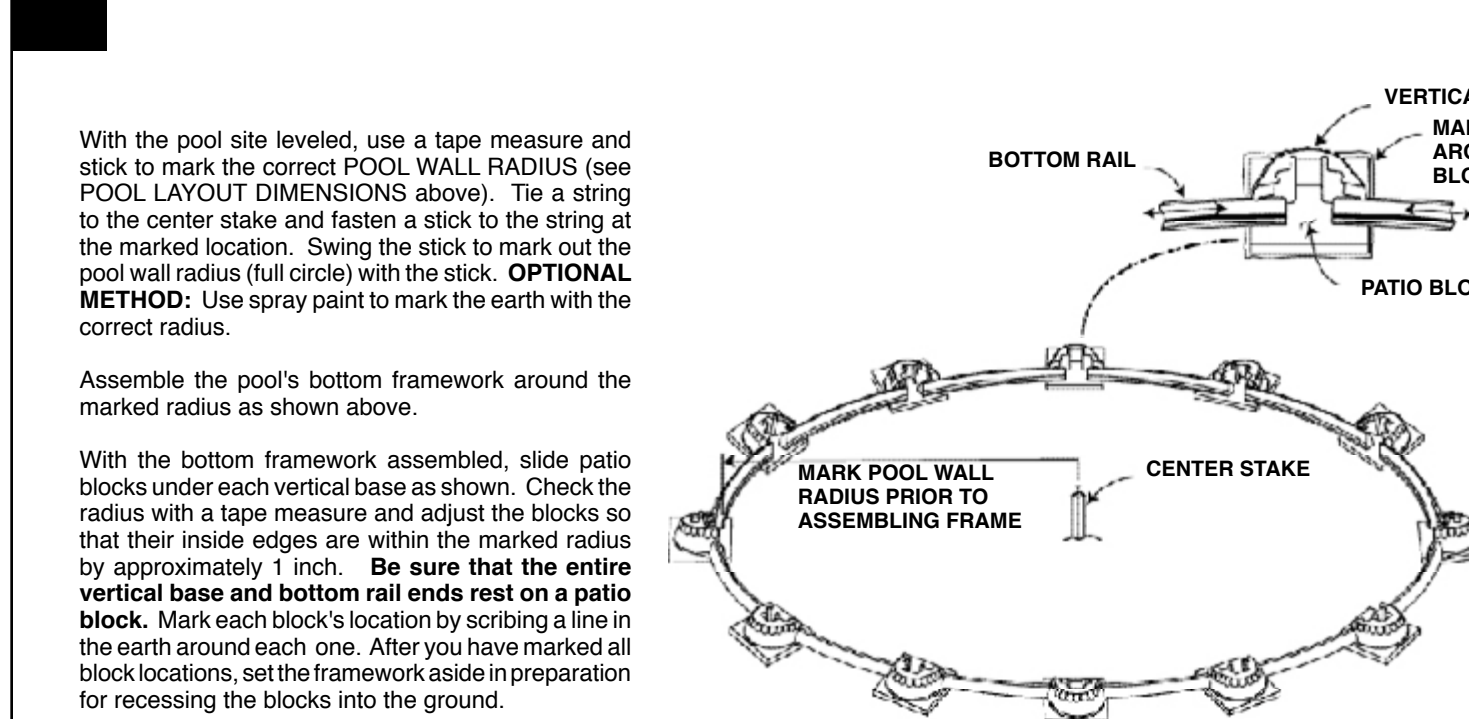 With the pool site leveled, use a tape measure and
stick to mark the correct POOL WALL RADIUS (see
POOL LAYOUT DIMENSIONS above). Tie a string
to the center stake and fasten a stick to the string at
the marked location. Swing the stick to mark out the
pool wall radius (full circle) with the stick. OPTIONAL
METHOD: Use spray paint to mark the earth with the
correct radius.
Assemble the pool's bottom framework around the
marked radius as shown above.
With the bottom framework assembled, slide patio
blocks under each vertical base as shown. Check the
radius with a tape measure and adjust the blocks so
that their inside edges are within the marked radius
by approximately 1 inch. Be sure that the entire
vertical base and bottom rail ends rest on a patio
block. Mark each block's location by scribing a line in
the earth around each one. After you have marked all
block locations, set the framework aside in preparation
for recessing the blocks into the ground.
BOTTOM RAIL
PATIO
MARK POOL WALL
RADIUS PRIOR TO
ASSEMBLING FRAME
CENTER STAKE